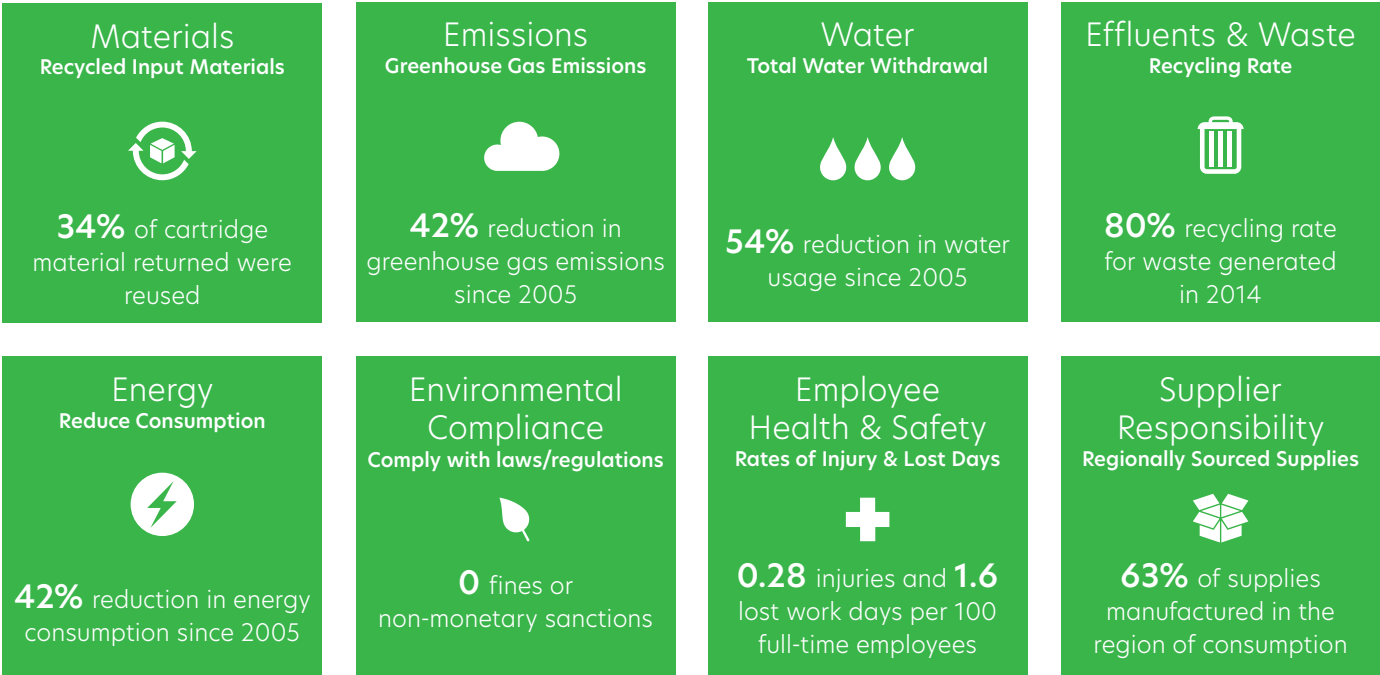 Materials
Recycled Input Materials
34% of cartridge
material returned were
reused
Emissions
Greenhouse Gas Emissions
42% reduction in
greenhouse gas emissions
since 2005
Water
Total Water Withdrawal
54% reduction in water
usage since 2005
Effluents & Waste
Recycling Rate
80% recycling rate
for waste generated
in 2014
Energy
Reduce Consumption
42% reduction in energy
consumption since 2005
Environmental
Compliance
Comply with laws/regulations
0 fines or
non-monetary sanctions
Employee
Health & Safety
Rates of Injury & Lost Days
0.28 injuries and 1.6
lost work days per 100
full-time employees
Supplier
Responsibility
Regionally Sourced Supplies
63% of supplies
manufactured in the
region of consumption